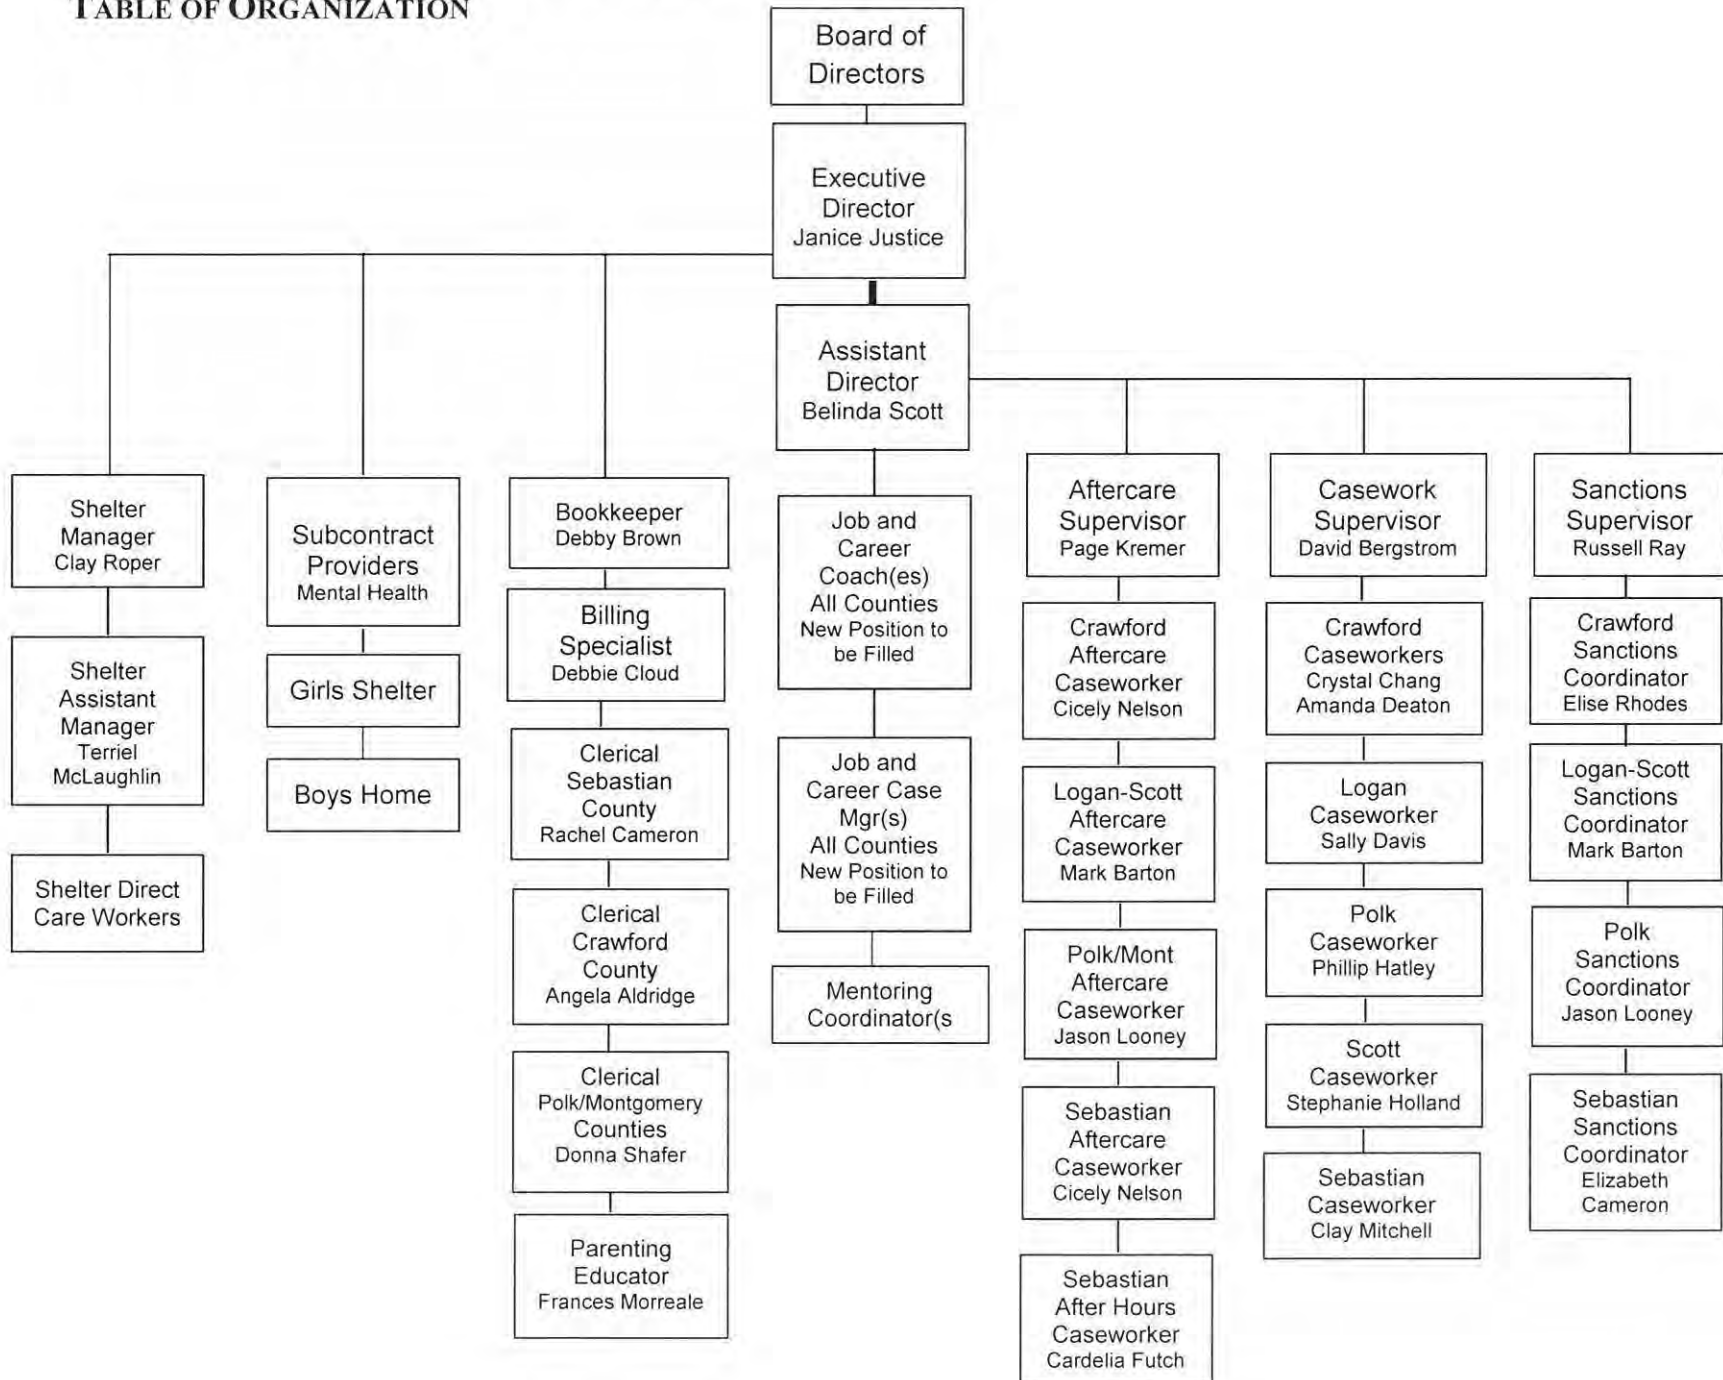 TABLE OF ORGANIZATION
Board of
Directors
Executive
Director
Janice Justice
Assistant
Director
Belinda Scott
Shelter
Manager
Clay Roper
Shelter
Assistant
Manager
Terriel
McLaughlin
Shelter Direct
Care Workers
Subcontract
Providers
Mental Health
Girls Shelter
Boys Home
Bookkeeper
Debby Brown
Billing
Specialist
Debbie Cloud
Clerical
Sebastian
County
Rachel Cameron
Clerical
Crawford
County
Angela Aldridge
Clerical
Polk/Montgomery
Counties
Donna Shafer
Parenting
Educator
Frances Morreale
Job and
Career
Coach(es)
All Counties
New Position to
be Filled
Job and
Career Case
Mgr(s)
All Counties
New Position to
be Filled
Mentoring
Coordinator(s
Aftercare
Supervisor
Page Kremer
Crawford
Aftercare
Caseworker
Cicely Nelson
Logan-Scott
Aftercare
Caseworker
Mark Barton
Polk/Mont
Aftercare
Caseworker
Jason Looney
Sebastian
Aftercare
Caseworker
Cicely Nelson
Sebastian
After Hours
Caseworker
Cardelia Futch
Casework
Supervisor
David Bergstrom
Crawford
Caseworkers
Crystal Chang
Amanda Deaton
Logan
Caseworker
Sally Davis
Polk
Caseworker
Phillip Hatley
Scott
Caseworker
Stephanie Holland
Sebastian
Caseworker
Clay Mitchell
Sanctions
Supervisor
Russell Ray
Crawford
Sanctions
Coordinator
Elise Rhodes
Logan-Scott
Sanctions
Coordinator
Mark Barton
Polk
Sanctions
Coordinator
Jason Looney
Sebastian
Sanctions
Coordinator
Elizabeth
Cameron